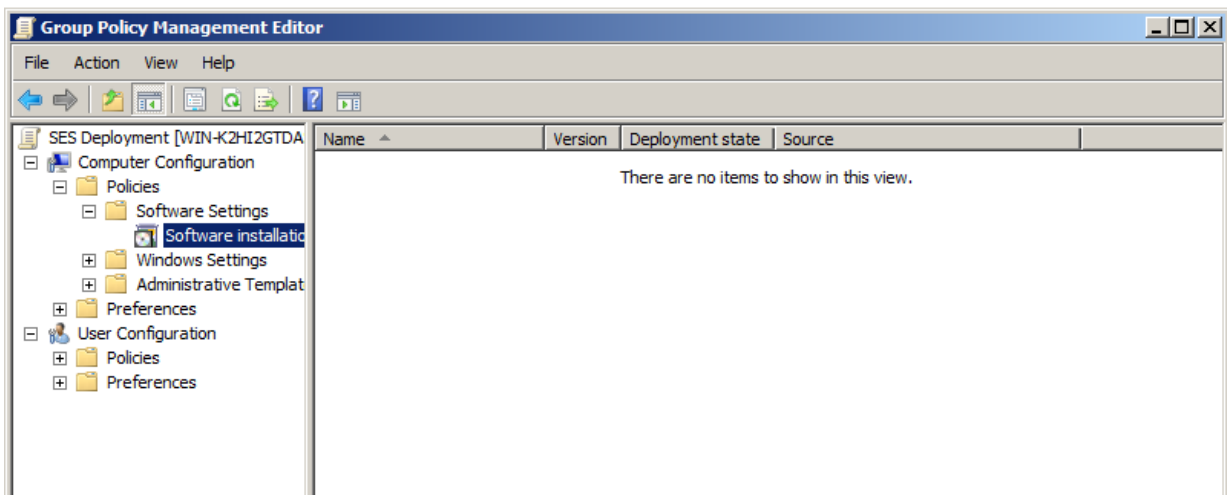 Group Policy Management Edito
File Action View Help
SES Deployment [WIN-K2HI2GTDA
Name Version Deployment state Source
Computer Configuration
There are no items to show in this view.
Policies
Software Settings
Software installatio
Windows Settings
Administrative Templat
Preferences
User Configuration
Policies
Preferences